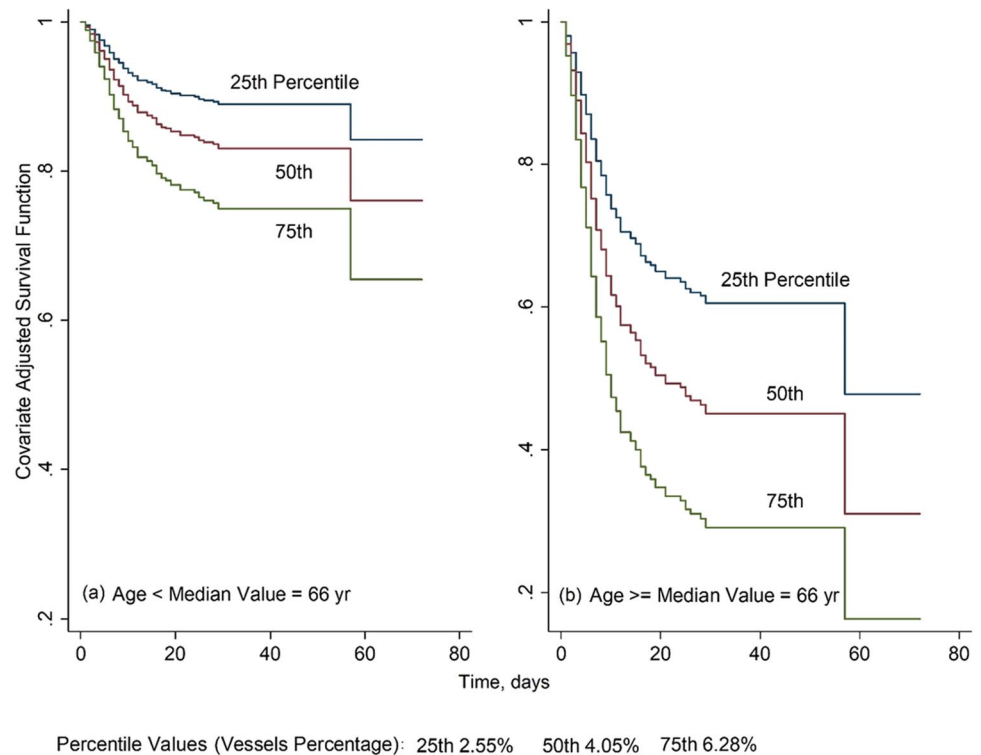 Covariate Adjusted Survival Function
1
.8
.6
.4
.2
25th Percentile
50th
75th
(a) Age < Median Value = 66 yr
0 20 40 60 80
1
.8
.6
.4
.2
25th Percentile
50th
75th
(b) Age >= Median Value = 66 yr
0 20 40 60 80
Time, days
Percentile Values (Vessels Percentage): 25th 2.55% 50th 4.05% 75th 6.28%